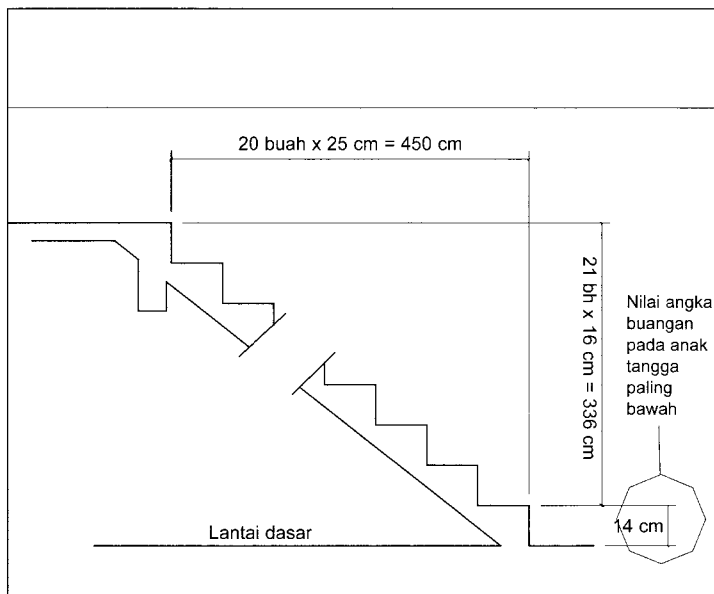 20 buah x 25 cm = 450 cm
21 bh x 16 cm = 336 cm
Nilai angka
buangan
pada anak
tangga
paling
bawah
14 cm
Lantai dasar